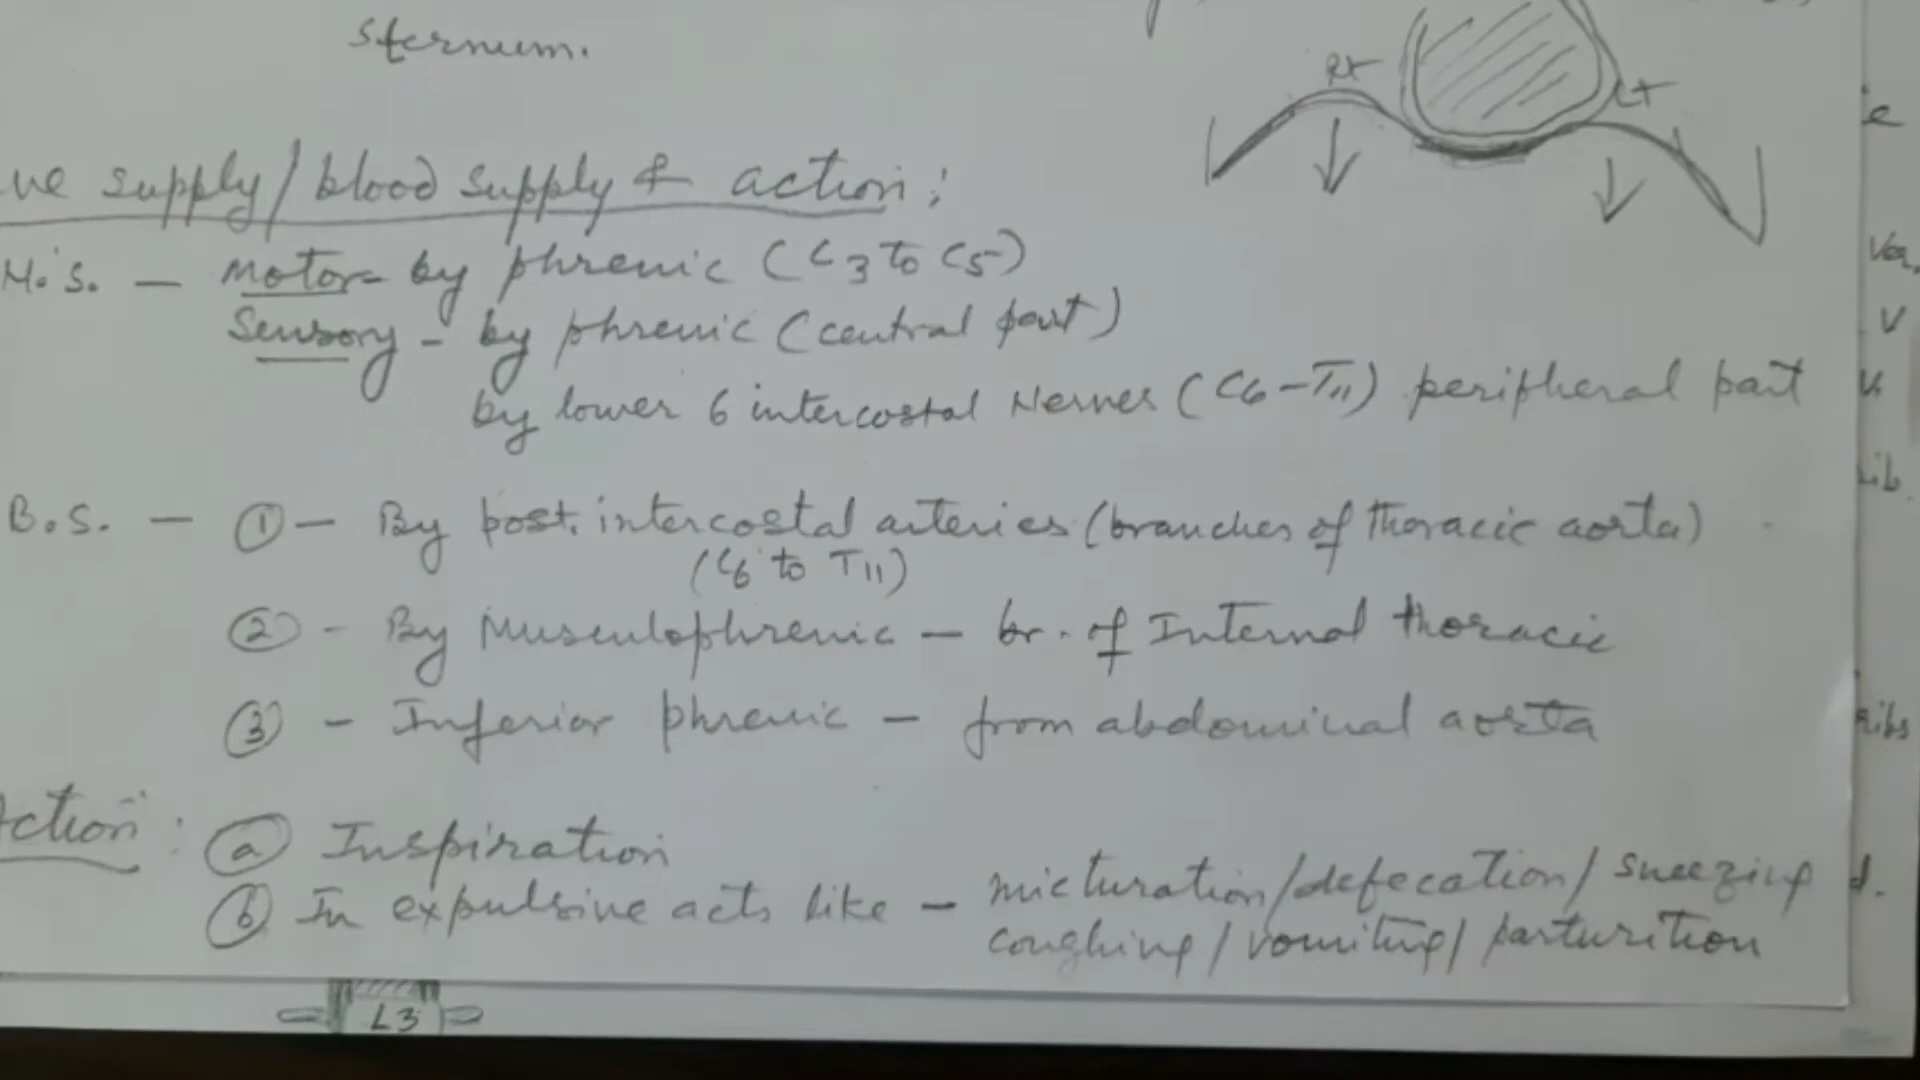 sternum.
Rt
Lt
ve supply/blood supply & action:
N.S. — Motor - by phrenic (C3 to C5)
Sensory - by phrenic (central part)
by lower 6 intercostal Nerves (C6 - T11) peripheral part
B.S. — ① — By post. intercostal arteries (branches of thoracic aorta)
(C6 to T11)
② - By Musculophrenic — br. of Internal thoracic
③ - Inferior phrenic — from abdominal aorta
Action: ⓐ Inspiration
ⓑ In expulsive acts like — micturation/defecation/sneezing
coughing/vomiting/parturition
L3
e
V
ribs
d.